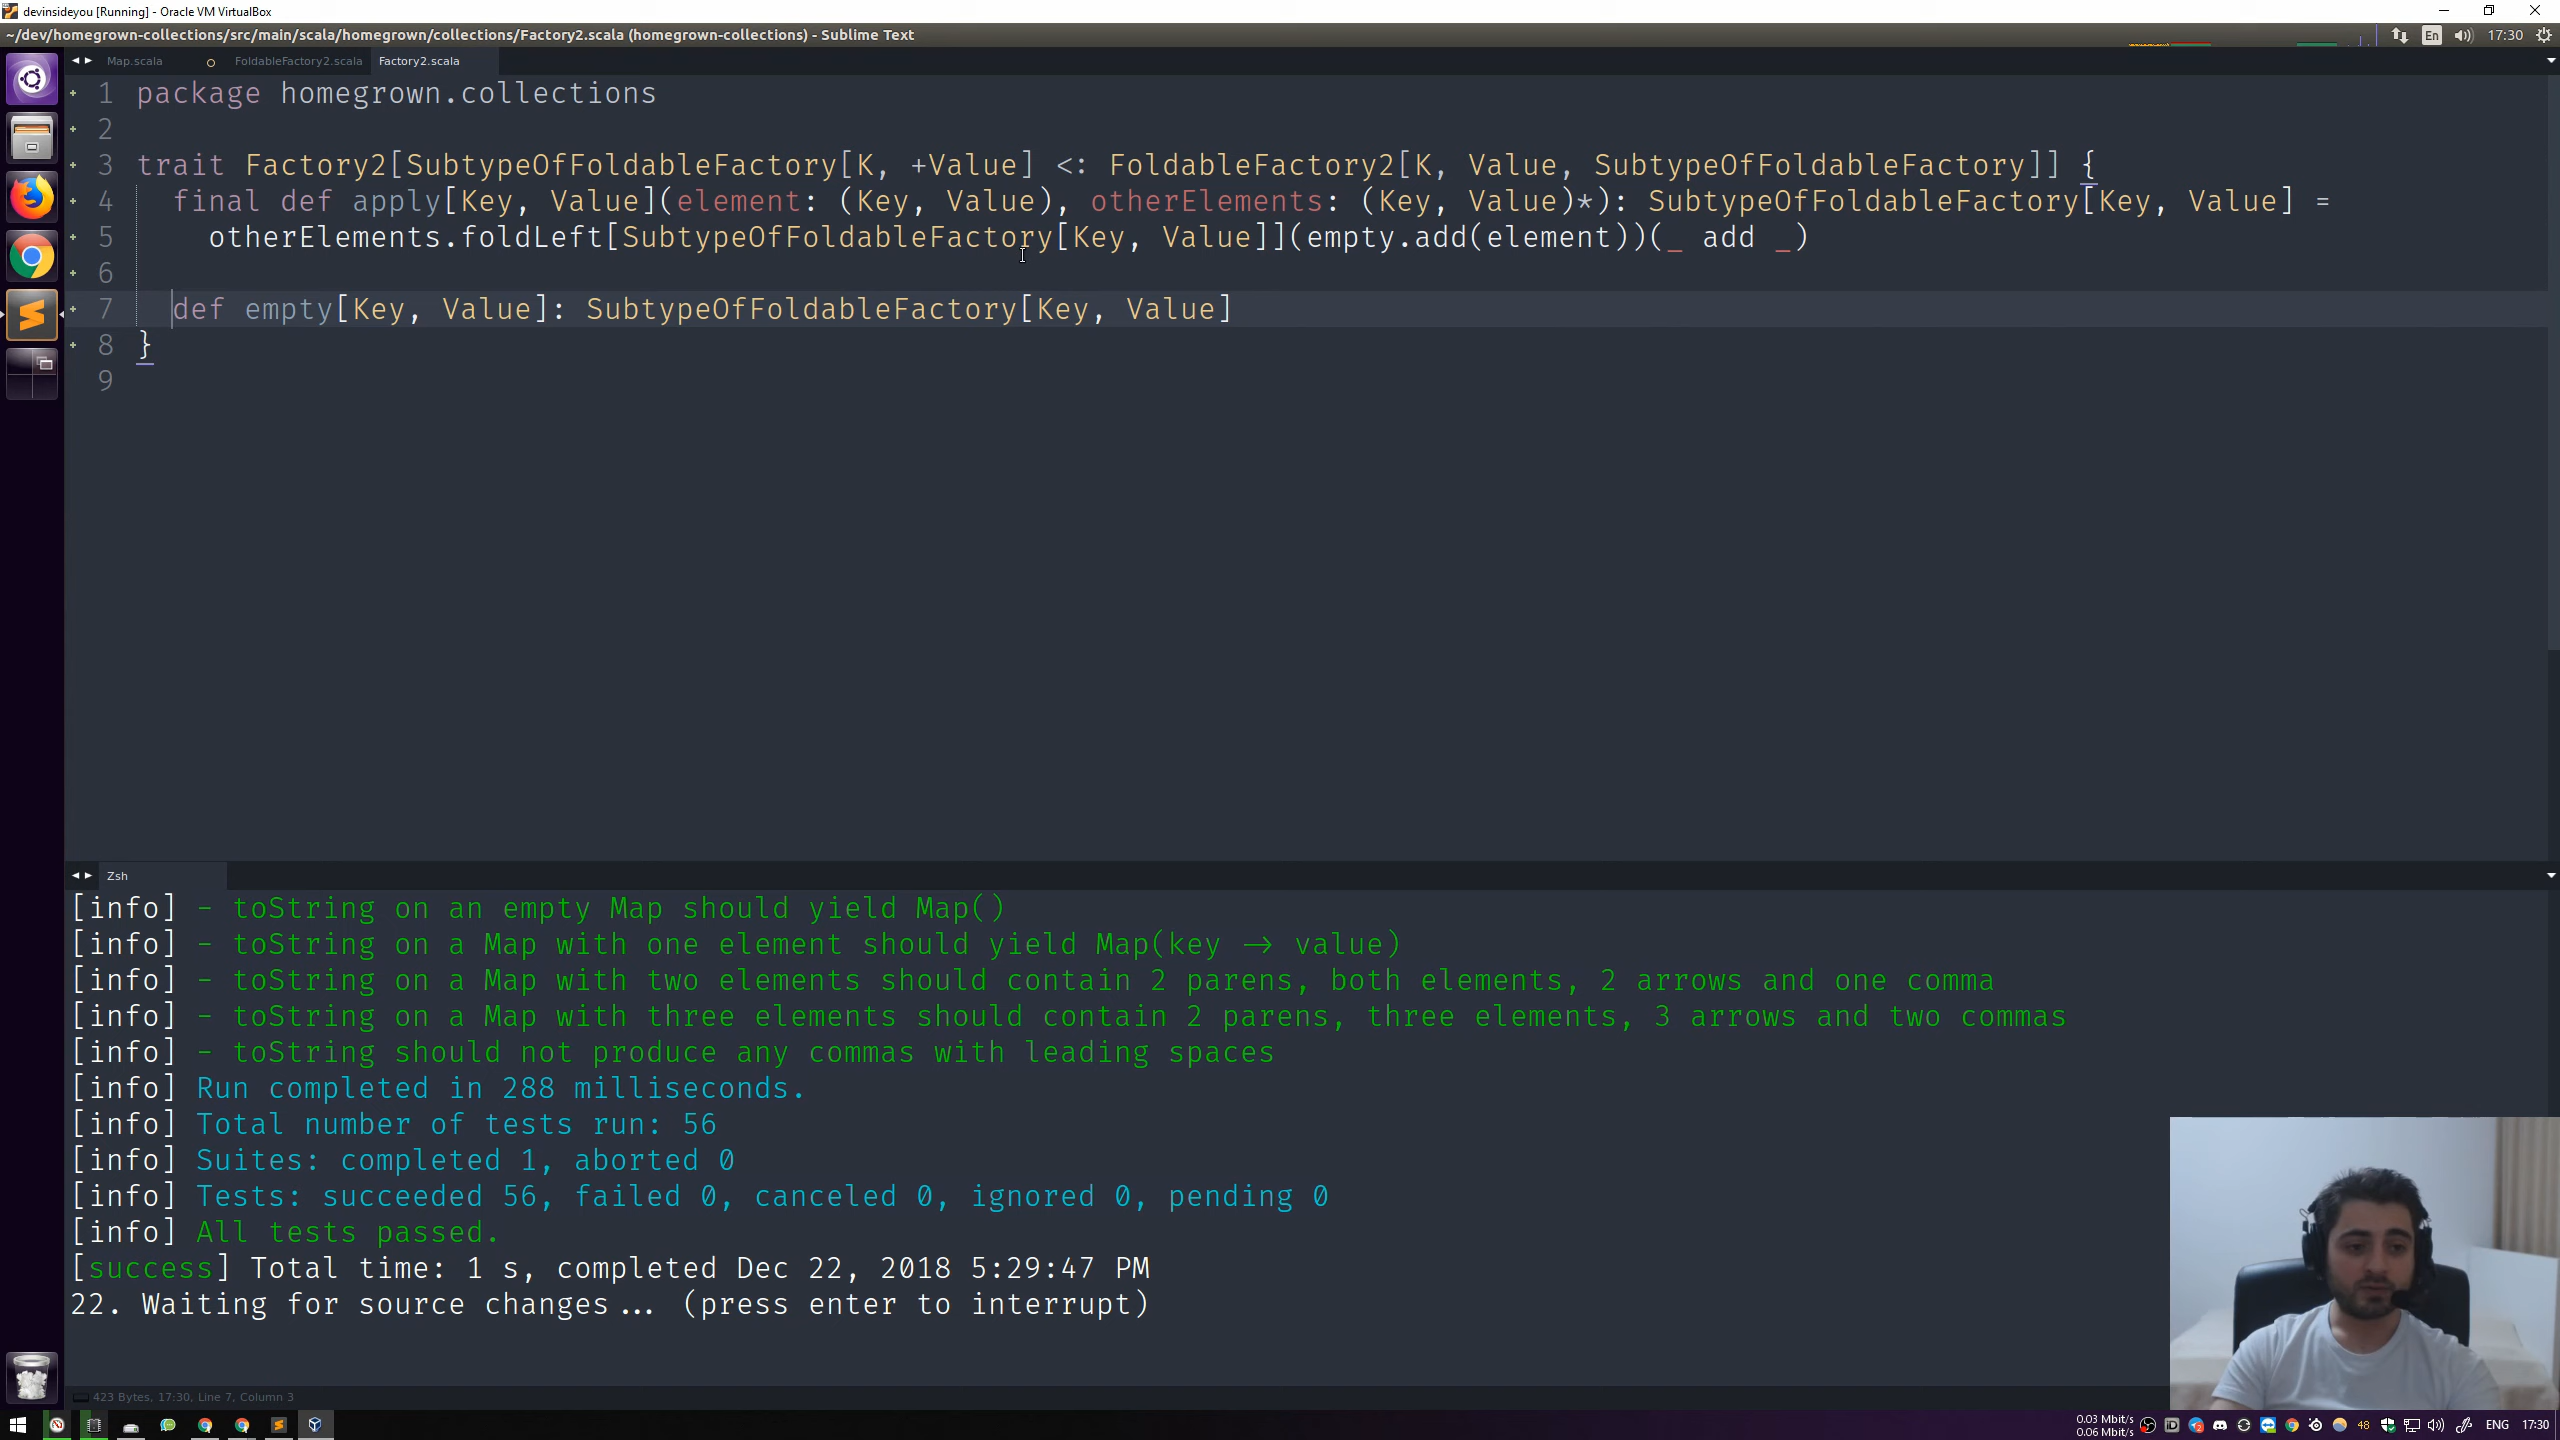 devinsideyou [Running] - Oracle VM VirtualBox
~/dev/homegrown-collections/src/main/scala/homegrown/collections/Factory2.scala (homegrown-collections) - Sublime Text
En
17:30
Map.scala
FoldableFactory2.scala
Factory2.scala
1 package homegrown.collections
2
3 trait Factory2[SubtypeOfFoldableFactory[K, +Value] <: FoldableFactory2[K, Value, SubtypeOfFoldableFactory]] {
4 final def apply[Key, Value](element: (Key, Value), otherElements: (Key, Value)*): SubtypeOfFoldableFactory[Key, Value] =
5 otherElements.foldLeft[SubtypeOfFoldableFactory[Key, Value]](empty.add(element))(_ add _)
6
7 def empty[Key, Value]: SubtypeOfFoldableFactory[Key, Value]
8 }
9
Zsh
[info] - toString on an empty Map should yield Map()
[info] - toString on a Map with one element should yield Map(key -> value)
[info] - toString on a Map with two elements should contain 2 parens, both elements, 2 arrows and one comma
[info] - toString on a Map with three elements should contain 2 parens, three elements, 3 arrows and two commas
[info] - toString should not produce any commas with leading spaces
[info] Run completed in 288 milliseconds.
[info] Total number of tests run: 56
[info] Suites: completed 1, aborted 0
[info] Tests: succeeded 56, failed 0, canceled 0, ignored 0, pending 0
[info] All tests passed.
[success] Total time: 1 s, completed Dec 22, 2018 5:29:47 PM
22. Waiting for source changes... (press enter to interrupt)
423 Bytes, 17:30, Line 7, Column 3
0.03 Mbit/s
0.06 Mbit/s
48
ENG
17:30